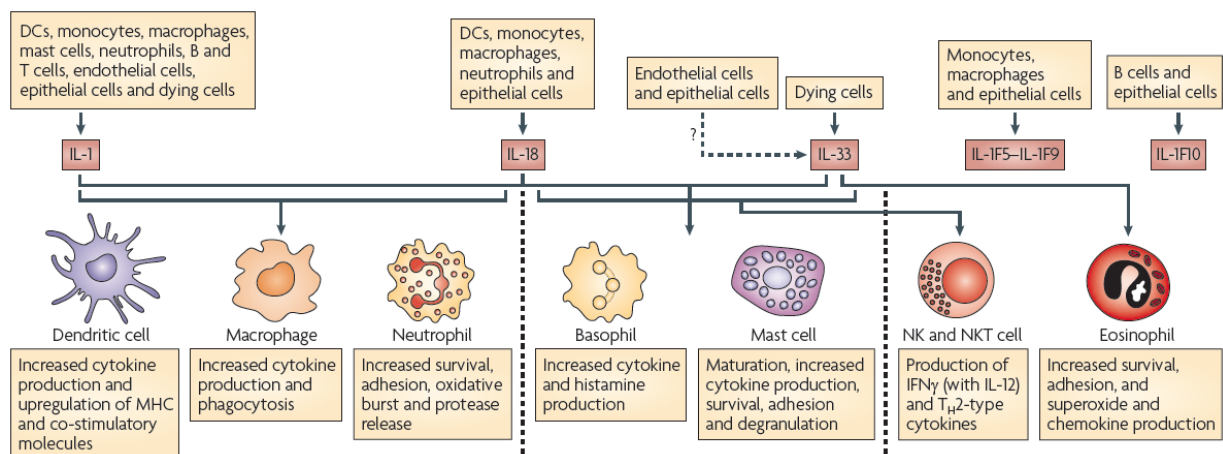 DCs, monocytes, macrophages,
mast cells, neutrophils, B and
T cells, endothelial cells,
epithelial cells and dying cells
DCs, monocytes,
macrophages,
neutrophils and
epithelial cells
Endothelial cells
and epithelial cells
Dying cells
Monocytes,
macrophages
and epithelial cells
B cells and
epithelial cells
?
IL-1
IL-18
IL-33
IL-1F5–IL-1F9
IL-1F10
Dendritic cell
Macrophage
Neutrophil
Basophil
Mast cell
NK and NKT cell
Eosinophil
Increased cytokine
production and
upregulation of MHC
and co-stimulatory
molecules
Increased cytokine
production and
phagocytosis
Increased survival,
adhesion, oxidative
burst and protease
release
Increased cytokine
and histamine
production
Maturation, increased
cytokine production,
survival, adhesion
and degranulation
Production of
IFNγ (with IL-12)
and TH2-type
cytokines
Increased survival,
adhesion, and
superoxide and
chemokine production